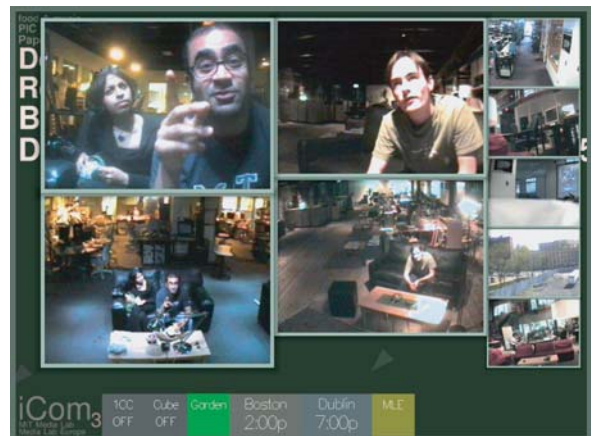 food
PIC
Pap
D
R
B
D
iCom3
MIT Media Lab
Media Lab Europe
1CC Cube Garden Boston Dublin MLE
OFF OFF 2:00p 7:00p